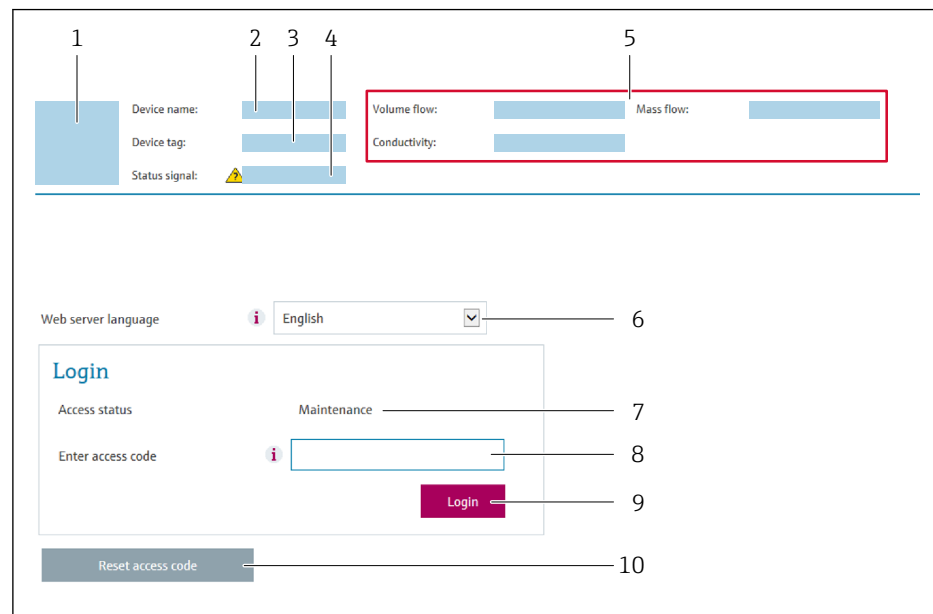 1 2 3 4 5
Device name: Volume flow: Mass flow:
Device tag: Conductivity:
Status signal: ?
Web server language i English 6
Login
Access status Maintenance 7
Enter access code i 8
Login 9
Reset access code 10